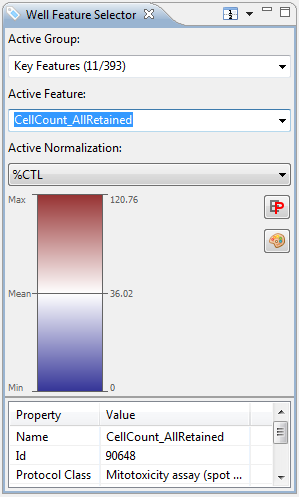 Well Feature Selector
Active Group:
Key Features (11/393)
Active Feature:
CellCount_AllRetained
Active Normalization:
%CTL
Max 120.76
Mean 36.02
Min 0
Property Value
Name CellCount_AllRetained
Id 90648
Protocol Class Mitotoxicity assay (spot ...